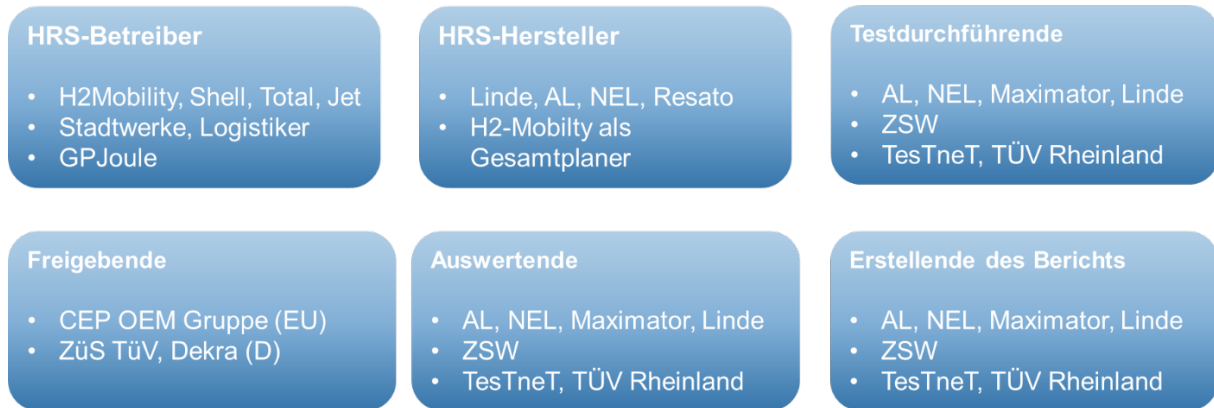 HRS-Betreiber
• H2Mobility, Shell, Total, Jet
• Stadtwerke, Logistiker
• GPJoule
HRS-Hersteller
• Linde, AL, NEL, Resato
• H2-Mobilty als
Gesamtplaner
Testdurchführende
• AL, NEL, Maximator, Linde
• ZSW
• TesTneT, TÜV Rheinland
Freigebende
• CEP OEM Gruppe (EU)
• ZüS TüV, Dekra (D)
Auswertende
• AL, NEL, Maximator, Linde
• ZSW
• TesTneT, TÜV Rheinland
Erstellende des Berichts
• AL, NEL, Maximator, Linde
• ZSW
• TesTneT, TÜV Rheinland